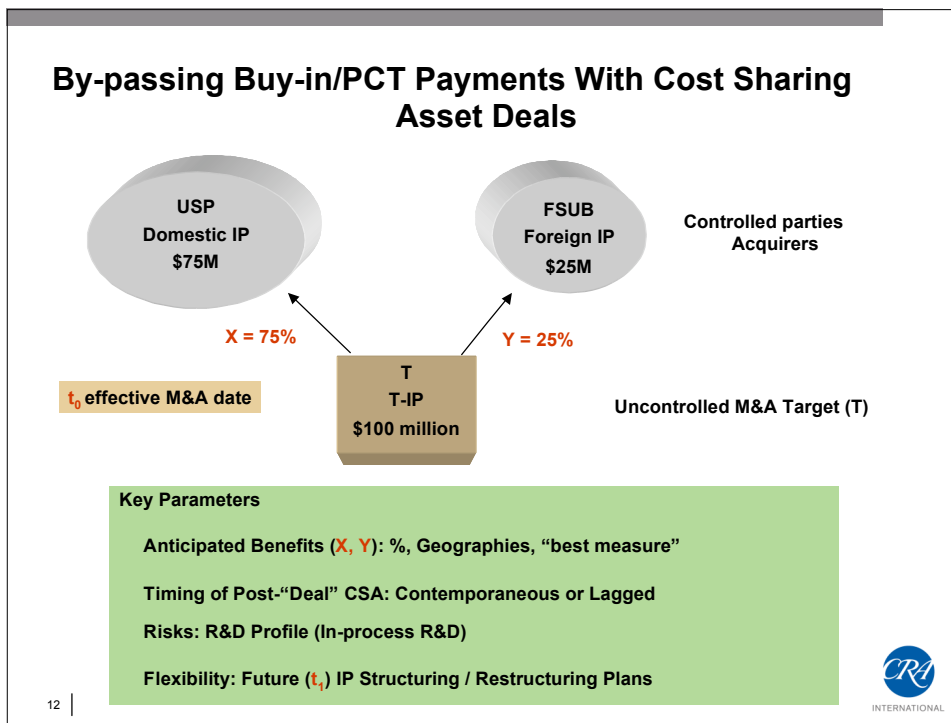 By-passing Buy-in/PCT Payments With Cost Sharing
Asset Deals
USP
Domestic IP
$75M
FSUB
Foreign IP
$25M
Controlled parties
Acquirers
X = 75%
Y = 25%
t0 effective M&A date
T
T-IP
$100 million
Uncontrolled M&A Target (T)
Key Parameters
Anticipated Benefits (X, Y): %, Geographies, “best measure”
Timing of Post-“Deal” CSA: Contemporaneous or Lagged
Risks: R&D Profile (In-process R&D)
Flexibility: Future (t1) IP Structuring / Restructuring Plans
12
CRA
INTERNATIONAL